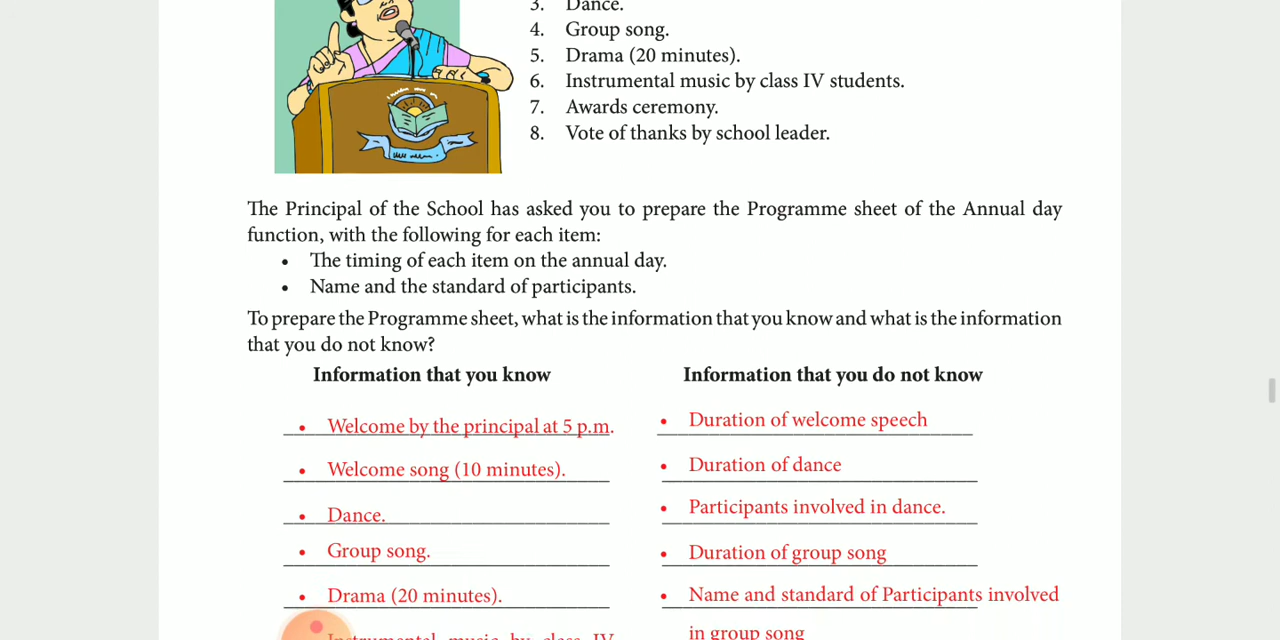 3. Dance.
4. Group song.
5. Drama (20 minutes).
6. Instrumental music by class IV students.
7. Awards ceremony.
8. Vote of thanks by school leader.
The Principal of the School has asked you to prepare the Programme sheet of the Annual day
function, with the following for each item:
• The timing of each item on the annual day.
• Name and the standard of participants.
To prepare the Programme sheet, what is the information that you know and what is the information
that you do not know?
Information that you know
• Welcome by the principal at 5 p.m.
• Welcome song (10 minutes).
• Dance.
• Group song.
• Drama (20 minutes).
Instrumental music by class IV
Information that you do not know
• Duration of welcome speech
• Duration of dance
• Participants involved in dance.
• Duration of group song
• Name and standard of Participants involved
in group song